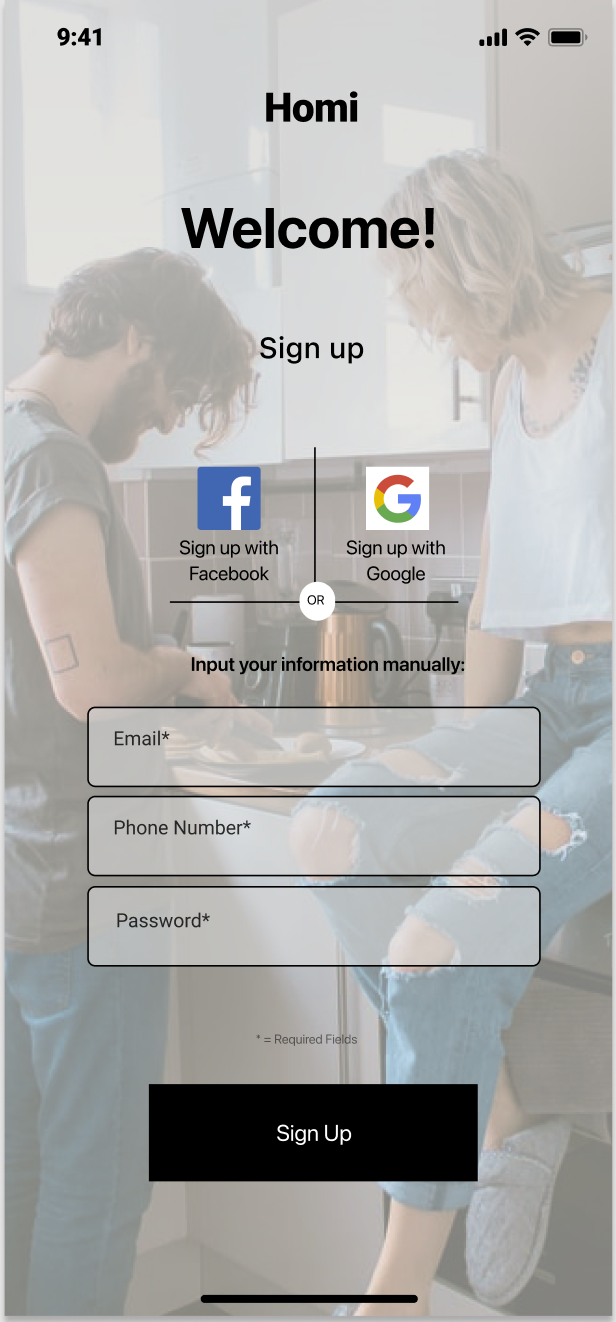 9:41
Homi
Welcome!
Sign up
Sign up with
Facebook
Sign up with
Google
OR
Input your information manually:
Email*
Phone Number*
Password*
* = Required Fields
Sign Up